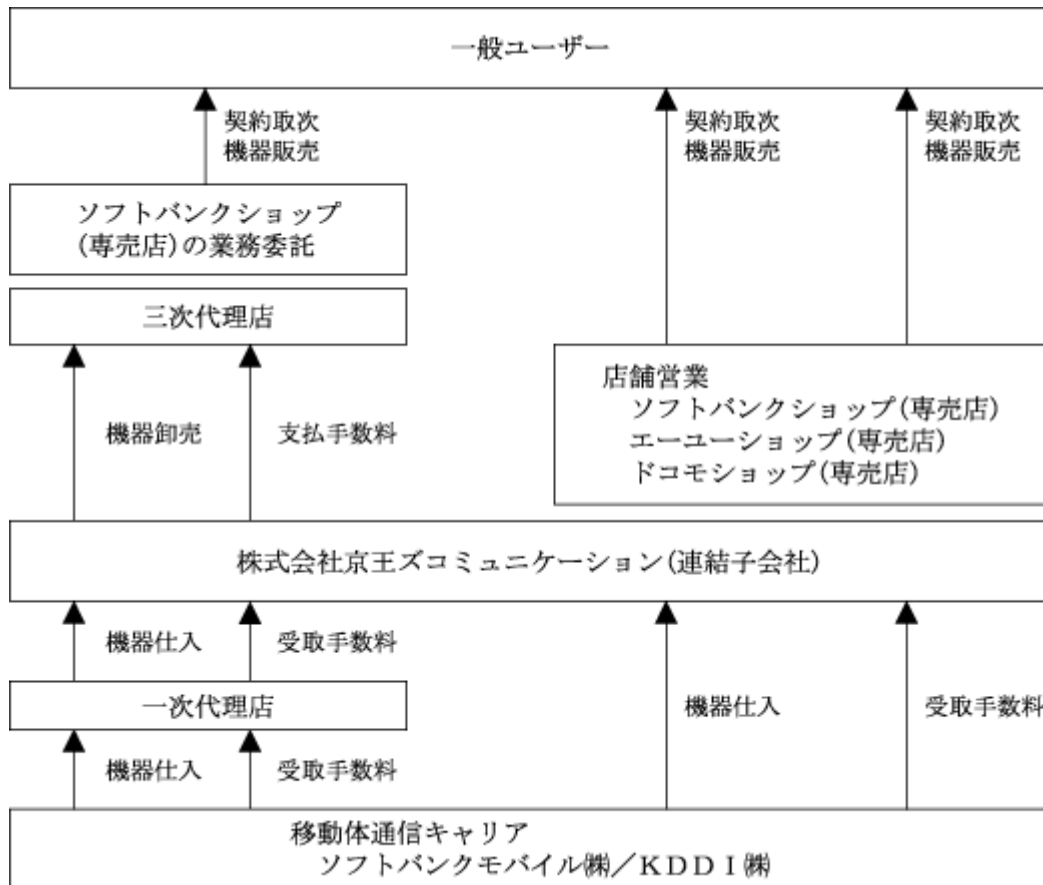 一般ユーザー
契約取次
機器販売
契約取次
機器販売
契約取次
機器販売
ソフトバンクショップ
(専売店)の業務委託
三次代理店
店舗営業
ソフトバンクショップ(専売店)
エーユーショップ(専売店)
ドコモショップ(専売店)
機器卸売
支払手数料
株式会社京王ズコミュニケーション(連結子会社)
機器仕入
受取手数料
一次代理店
機器仕入
受取手数料
機器仕入
受取手数料
移動体通信キャリア
ソフトバンクモバイル㈱／ＫＤＤＩ㈱